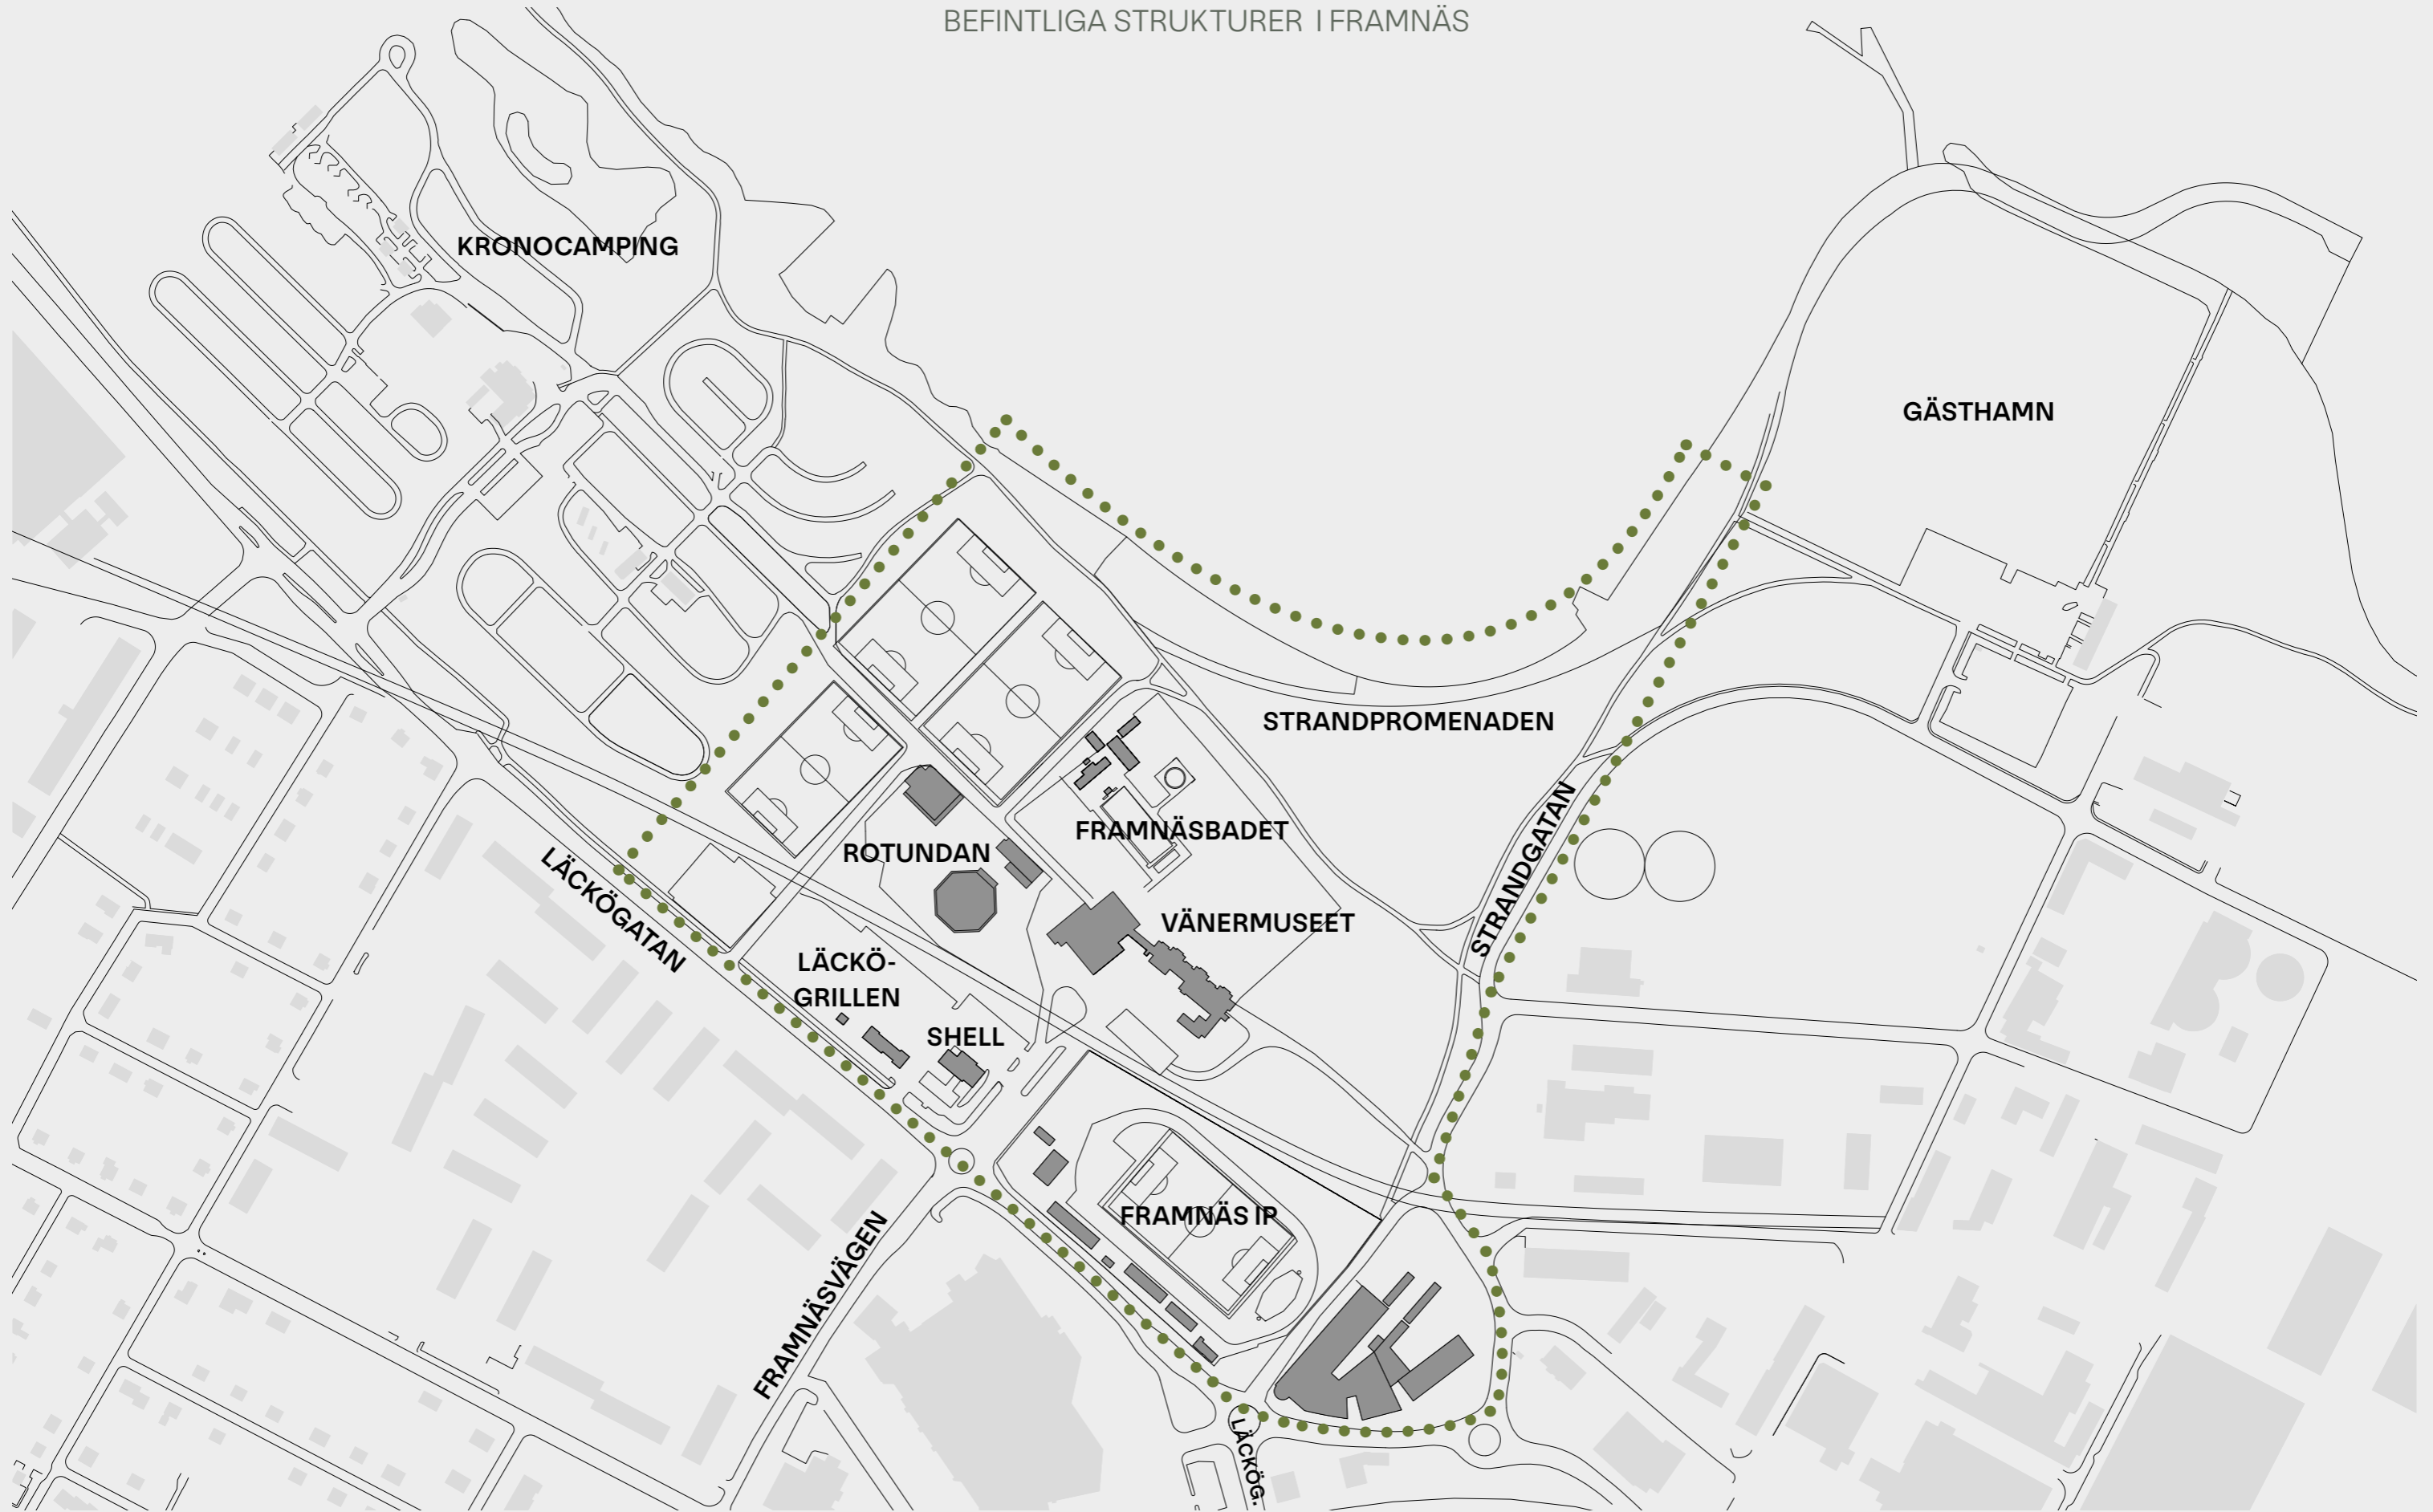 BEFINTLIGA STRUKTURER I FRAMNÄS
KRONOCAMPING
GÄSTHAMN
STRANDPROMENADEN
FRAMNÄSBADET
ROTUNDAN
STRANDGATAN
LÄCKÖGATAN
VÄNERMUSEET
LÄCKÖ-
GRILLEN
SHELL
FRAMNÄS IP
FRAMNÄSVÄGEN
LÄCKÖG.